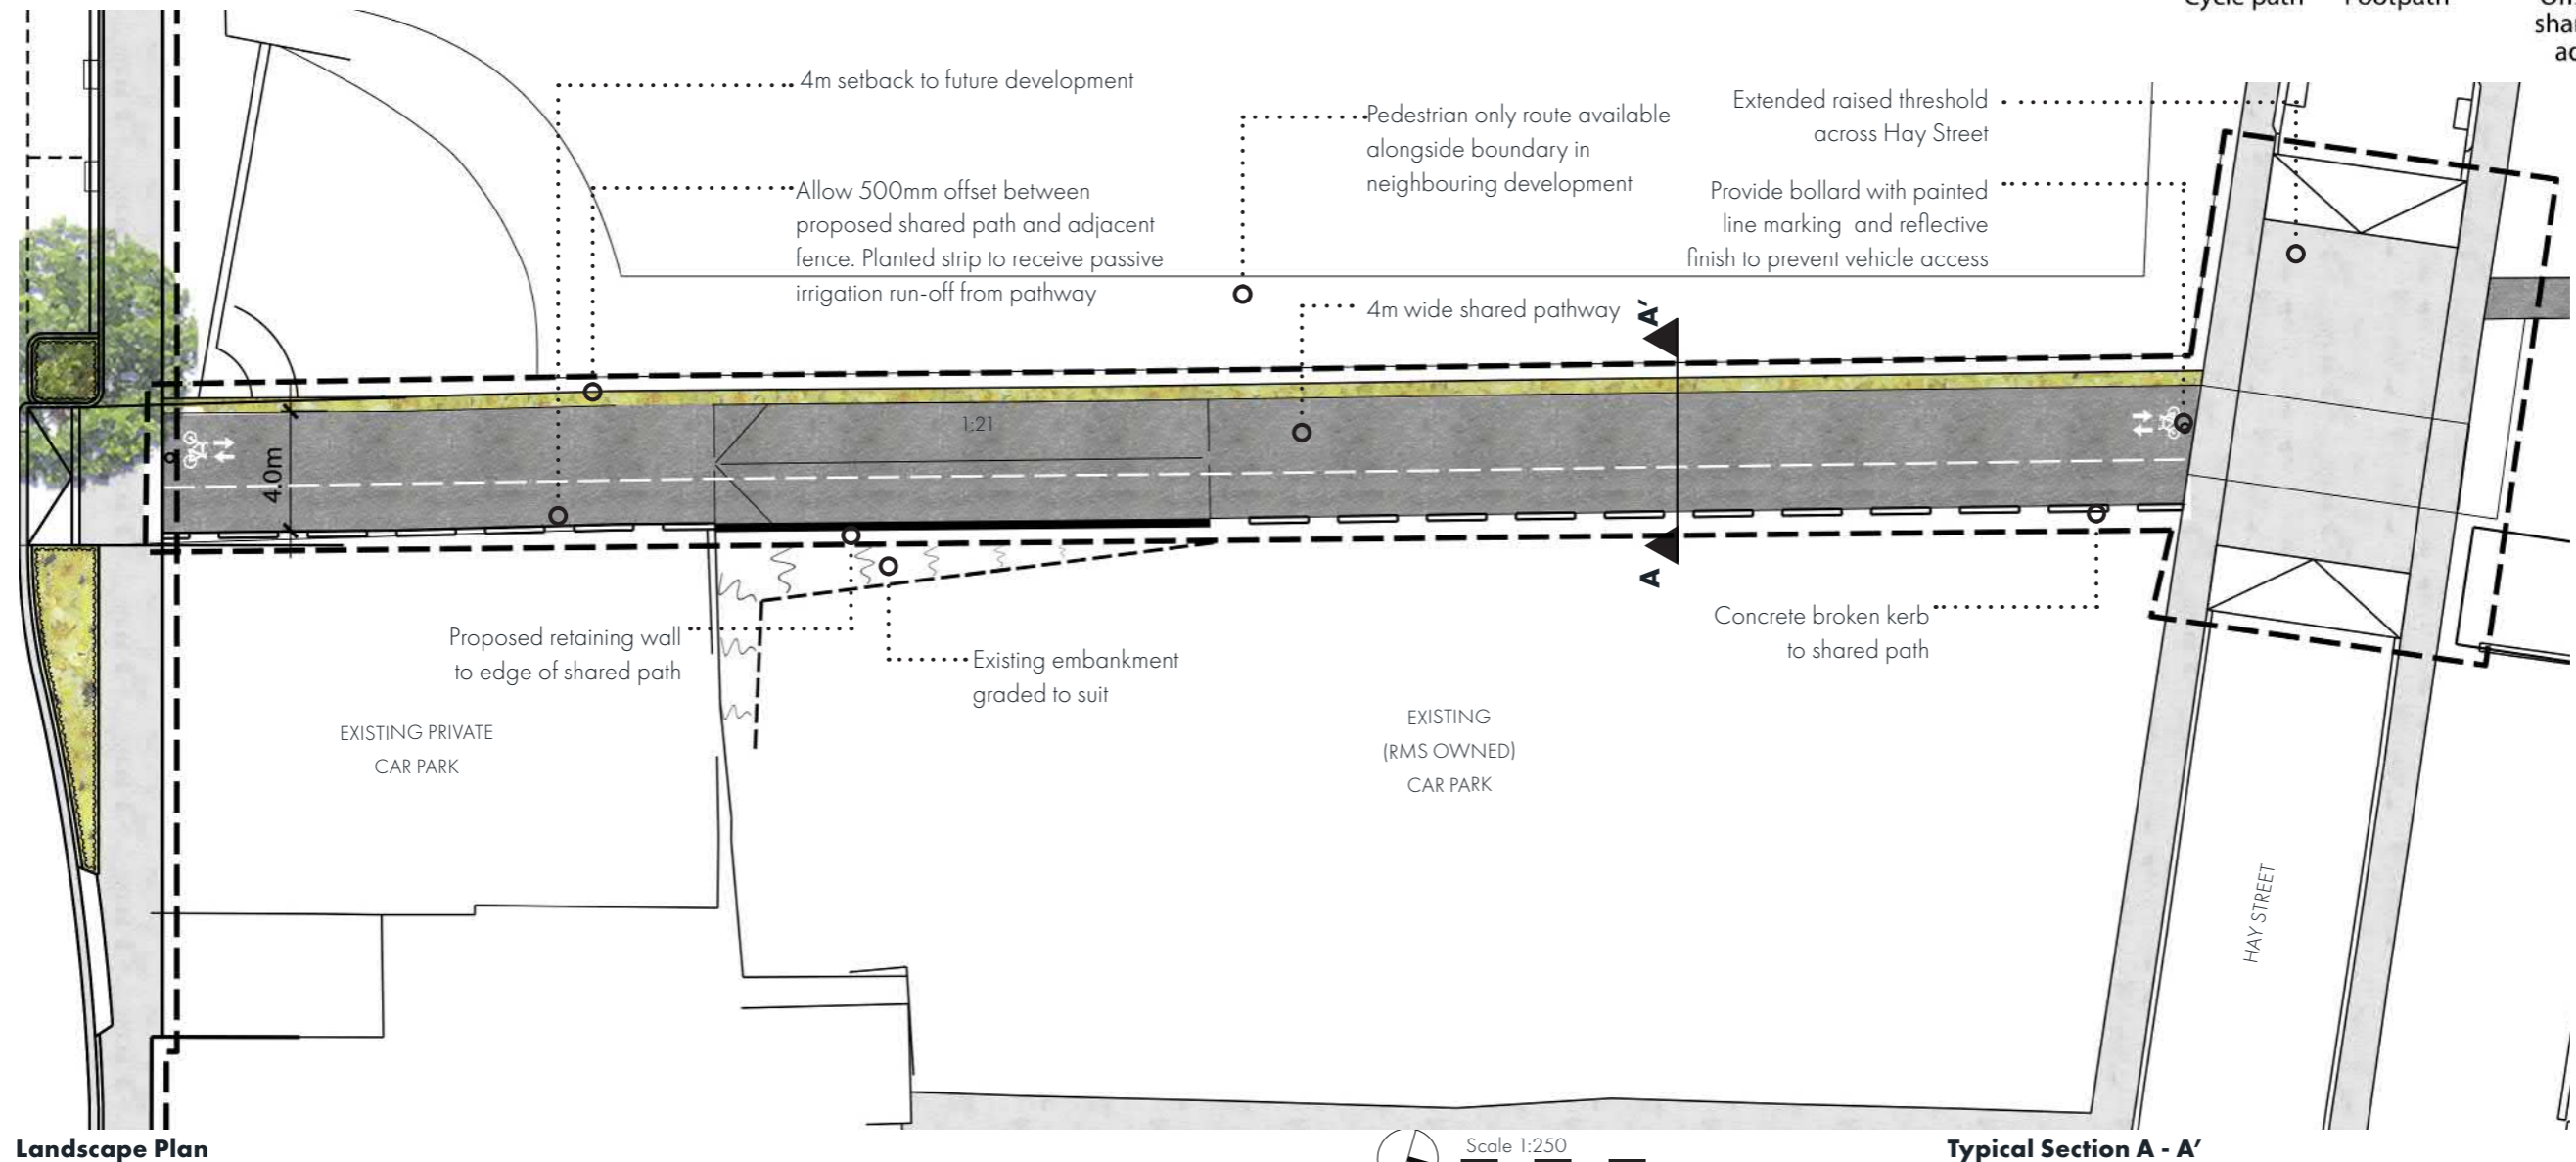 Cycle path Footpath
4m setback to future development
Allow 500mm offset between
proposed shared path and adjacent
fence. Planted strip to receive passive
irrigation run-off from pathway
Pedestrian only route available
alongside boundary in
neighbouring development
4m wide shared pathway
Extended raised threshold
across Hay Street
Provide bollard with painted
line marking and reflective
finish to prevent vehicle access
A'
1:21
4.0m
A
Proposed retaining wall
to edge of shared path
Existing embankment
graded to suit
Concrete broken kerb
to shared path
EXISTING PRIVATE
CAR PARK
EXISTING
(RMS OWNED)
CAR PARK
HAY STREET
Landscape Plan
Scale 1:250
Typical Section A - A'